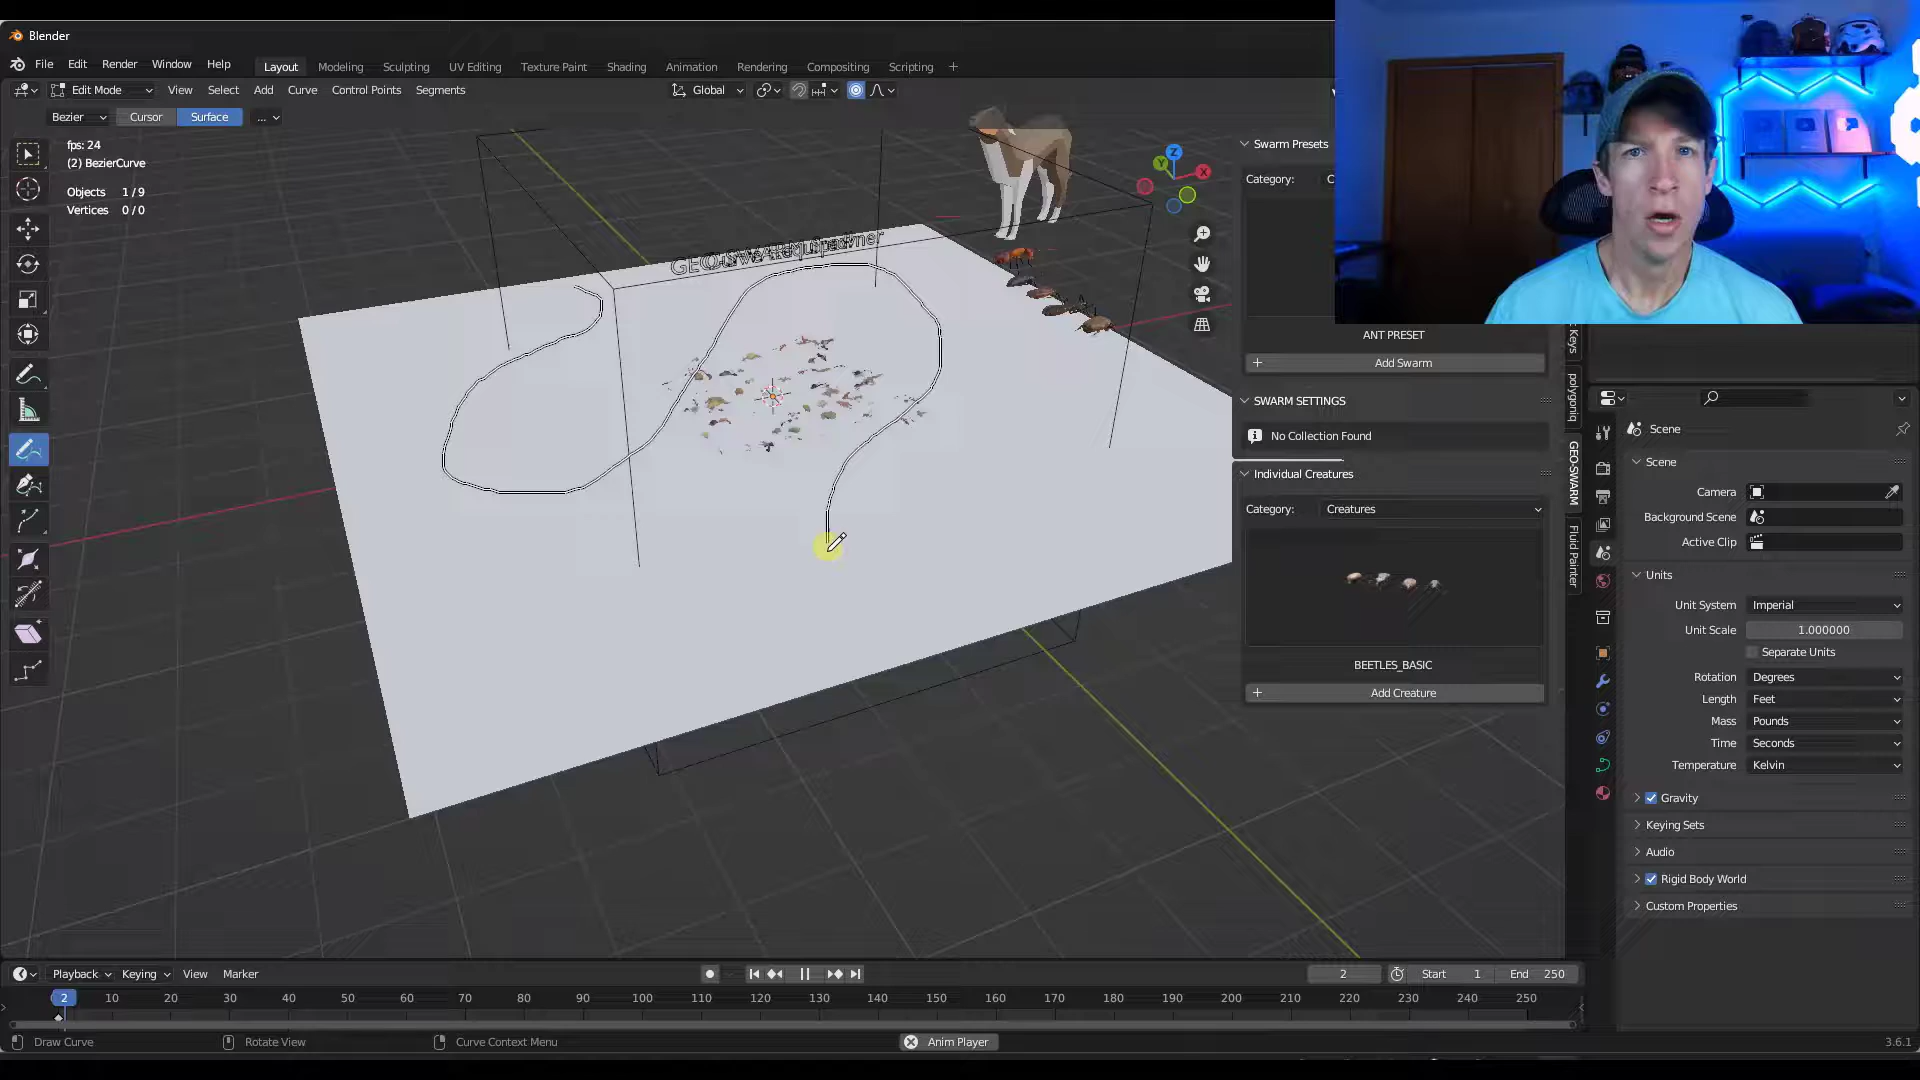 Blender
File Edit Render Window Help
Layout Modeling Sculpting UV Editing Texture Paint Shading Animation Rendering Compositing Scripting +
Edit Mode View Select Add Curve Control Points Segments
Global
Bezier Cursor Surface ...
fps: 24
(2) BezierCurve
Objects 1/9
Vertices 0/0
Z
Y
X
Swarm Presets
Category: C
ANT PRESET
+ Add Swarm
SWARM SETTINGS
No Collection Found
Individual Creatures
Category: Creatures
BEETLES_BASIC
+ Add Creature
Keys
polygoniq
GEO-SWARM
Fluid Painter
Scene
Scene
Camera
Background Scene
Active Clip
Units
Unit System Imperial
Unit Scale 1.000000
Separate Units
Rotation Degrees
Length Feet
Mass Pounds
Time Seconds
Temperature Kelvin
Gravity
Keying Sets
Audio
Rigid Body World
Custom Properties
Playback Keying View Marker
2 Start 1 End 250
2 10 20 30 40 50 60 70 80 90 100 110 120 130 140 150 160 170 180 190 200 210 220 230 240 250
Draw Curve Rotate View Curve Context Menu Anim Player 3.6.1